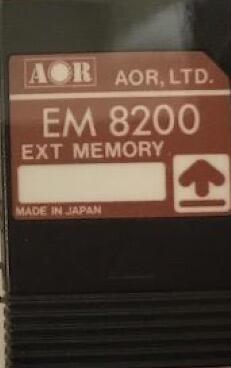 AOR AOR, LTD.
EM 8200
EXT MEMORY
MADE IN JAPAN